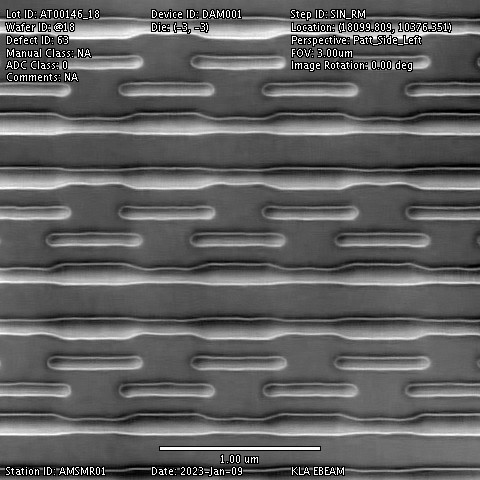 Lot ID: AT00146_18 Device ID: DAM001 Step ID: SIN_RM
Wafer ID: @18 Die: (-3, -3) Location: (18099.809, 10376.351)
Defect ID: 63 Perspective: Patt_Side_Left
Manual Class: NA FOV: 3.00um
ADC Class: 0 Image Rotation: 0.00 deg
Comments: NA
1.00 um
Station ID: AMSMR01 Date: 2023-Jan-09 KLA EBEAM